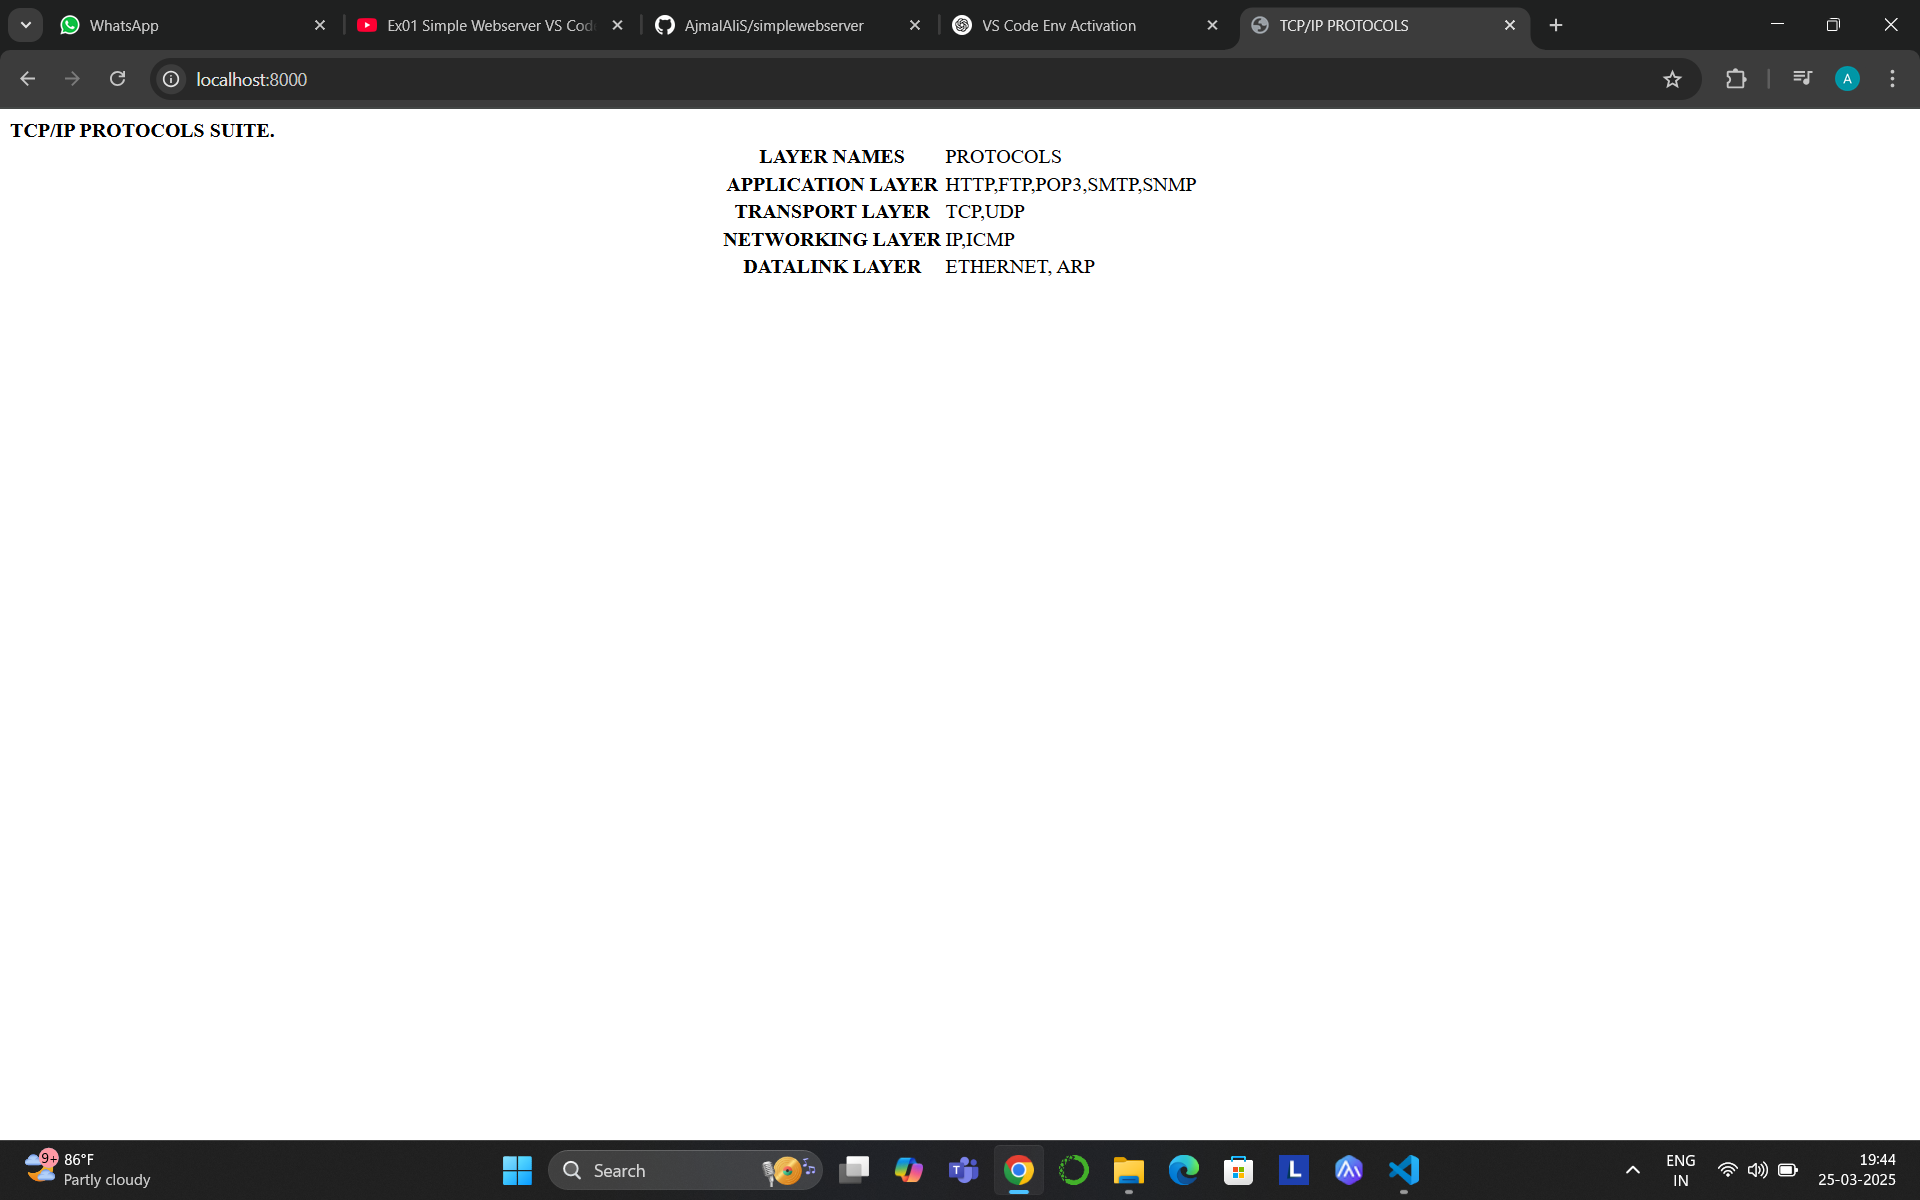 WhatsApp
Ex01 Simple Webserver VS Cod
AjmalAliS/simplewebserver
VS Code Env Activation
TCP/IP PROTOCOLS
localhost:8000
A
TCP/IP PROTOCOLS SUITE.
LAYER NAMES PROTOCOLS
APPLICATION LAYER HTTP,FTP,POP3,SMTP,SNMP
TRANSPORT LAYER TCP,UDP
NETWORKING LAYER IP,ICMP
DATALINK LAYER ETHERNET, ARP
9+
86°F
Partly cloudy
Search
T
L
ENG
IN
19:44
25-03-2025